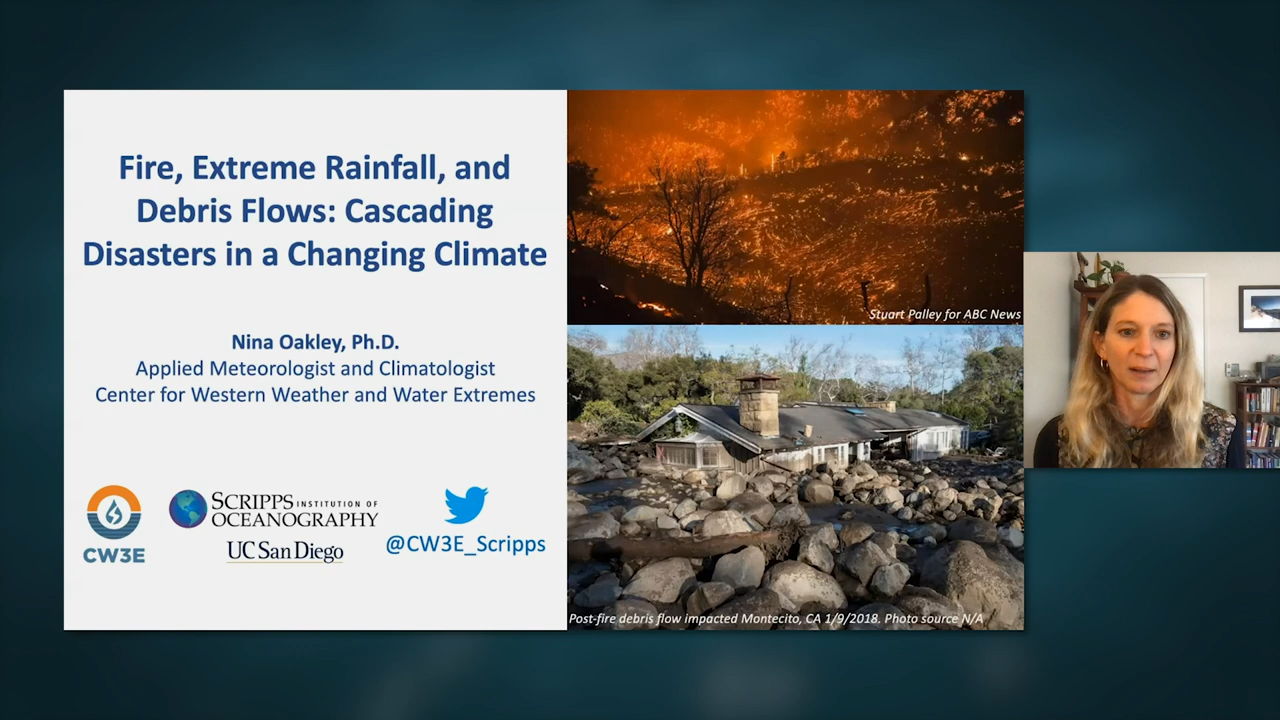 Fire, Extreme Rainfall, and
Debris Flows: Cascading
Disasters in a Changing Climate
Nina Oakley, Ph.D.
Applied Meteorologist and Climatologist
Center for Western Weather and Water Extremes
CW3E
SCRIPPS INSTITUTION OF
OCEANOGRAPHY
UC San Diego
@CW3E_Scripps
Stuart Palley for ABC News
Post-fire debris flow impacted Montecito, CA 1/9/2018. Photo source N/A